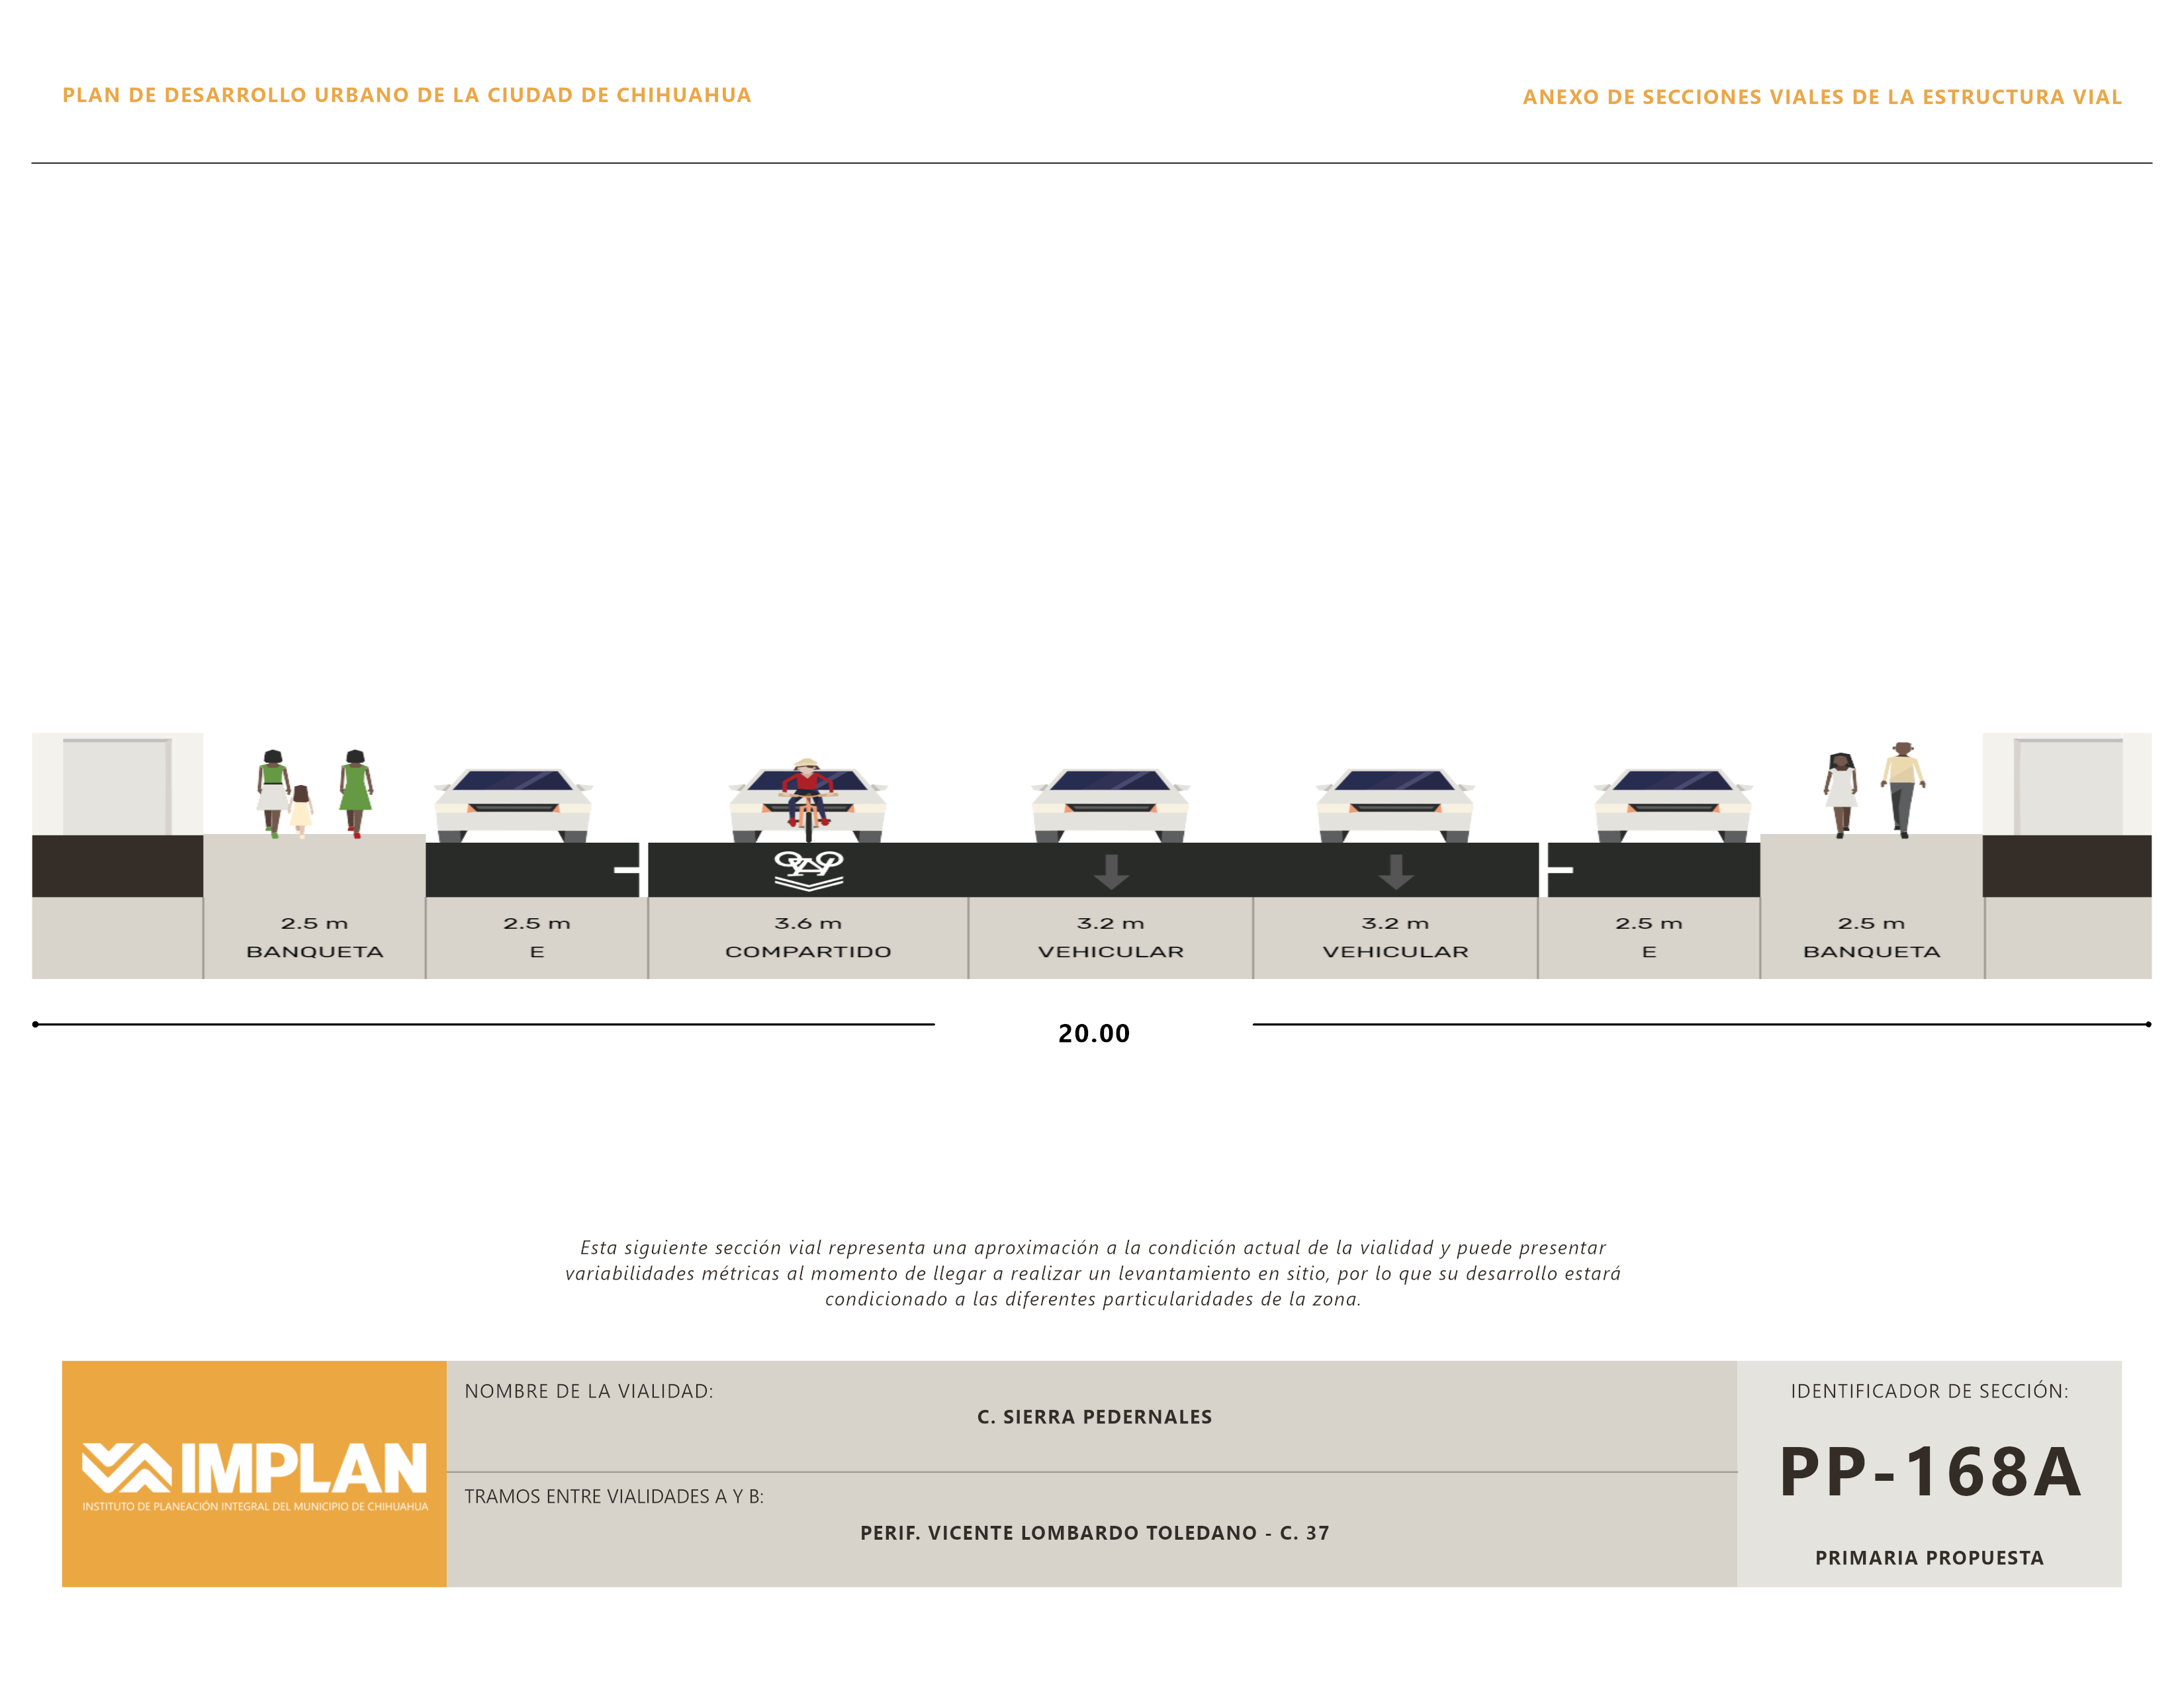 PLAN DE DESARROLLO URBANO DE LA CIUDAD DE CHIHUAHUA
ANEXO DE SECCIONES VIALES DE LA ESTRUCTURA VIAL
2.5 m
BANQUETA
2.5 m
E
3.6 m
COMPARTIDO
3.2 m
VEHICULAR
3.2 m
VEHICULAR
2.5 m
E
2.5 m
BANQUETA
20.00
Esta siguiente sección vial representa una aproximación a la condición actual de la vialidad y puede presentar
variabilidades métricas al momento de llegar a realizar un levantamiento en sitio, por lo que su desarrollo estará
condicionado a las diferentes particularidades de la zona.
IMPLAN
INSTITUTO DE PLANEACIÓN INTEGRAL DEL MUNICIPIO DE CHIHUAHUA
NOMBRE DE LA VIALIDAD:
C. SIERRA PEDERNALES
TRAMOS ENTRE VIALIDADES A Y B:
PERIF. VICENTE LOMBARDO TOLEDANO - C. 37
IDENTIFICADOR DE SECCIÓN:
PP-168A
PRIMARIA PROPUESTA